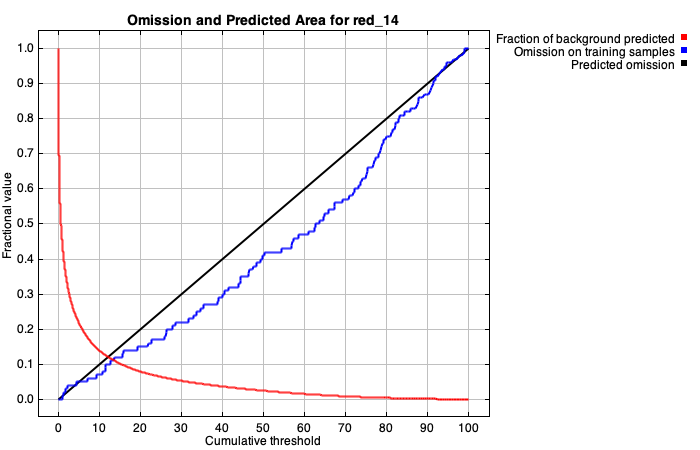 Omission and Predicted Area for red_14
Fraction of background predicted
Omission on training samples
Predicted omission
Fractional value
1.0
0.9
0.8
0.7
0.6
0.5
0.4
0.3
0.2
0.1
0.0
0 10 20 30 40 50 60 70 80 90 100
Cumulative threshold